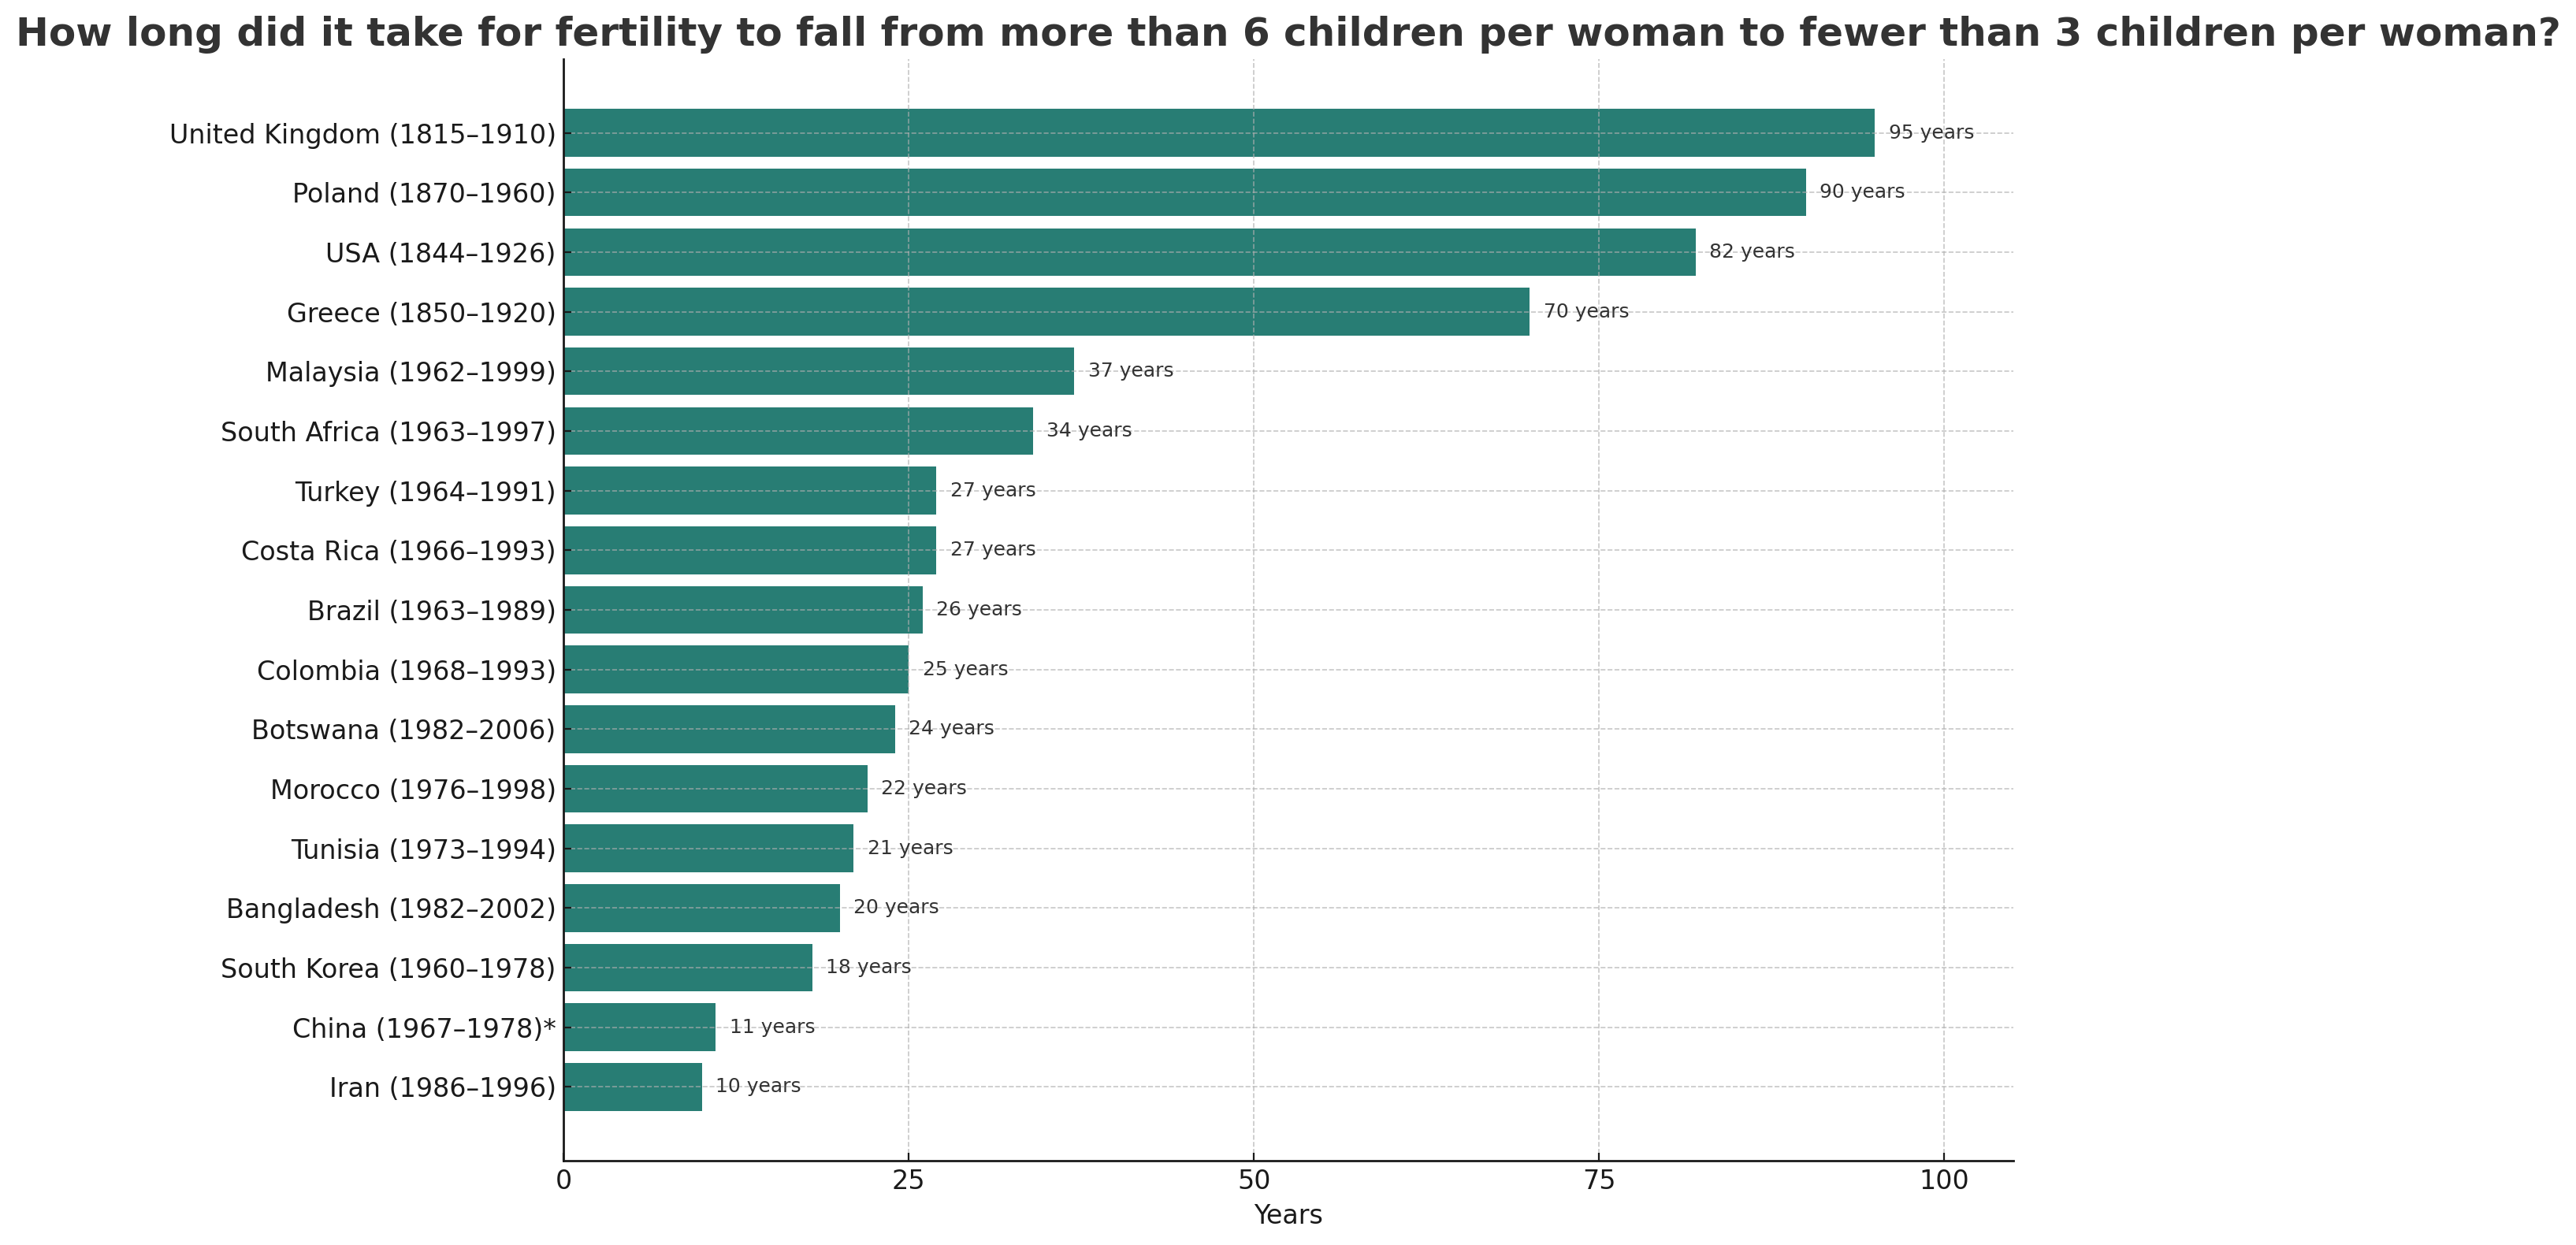 How long did it take for fertility to fall from more than 6 children per woman to fewer than 3 children per woman?
United Kingdom (1815–1910) 95 years
Poland (1870–1960) 90 years
USA (1844–1926) 82 years
Greece (1850–1920) 70 years
Malaysia (1962–1999) 37 years
South Africa (1963–1997) 34 years
Turkey (1964–1991) 27 years
Costa Rica (1966–1993) 27 years
Brazil (1963–1989) 26 years
Colombia (1968–1993) 25 years
Botswana (1982–2006) 24 years
Morocco (1976–1998) 22 years
Tunisia (1973–1994) 21 years
Bangladesh (1982–2002) 20 years
South Korea (1960–1978) 18 years
China (1967–1978)* 11 years
Iran (1986–1996) 10 years
0 25 50 75 100
Years